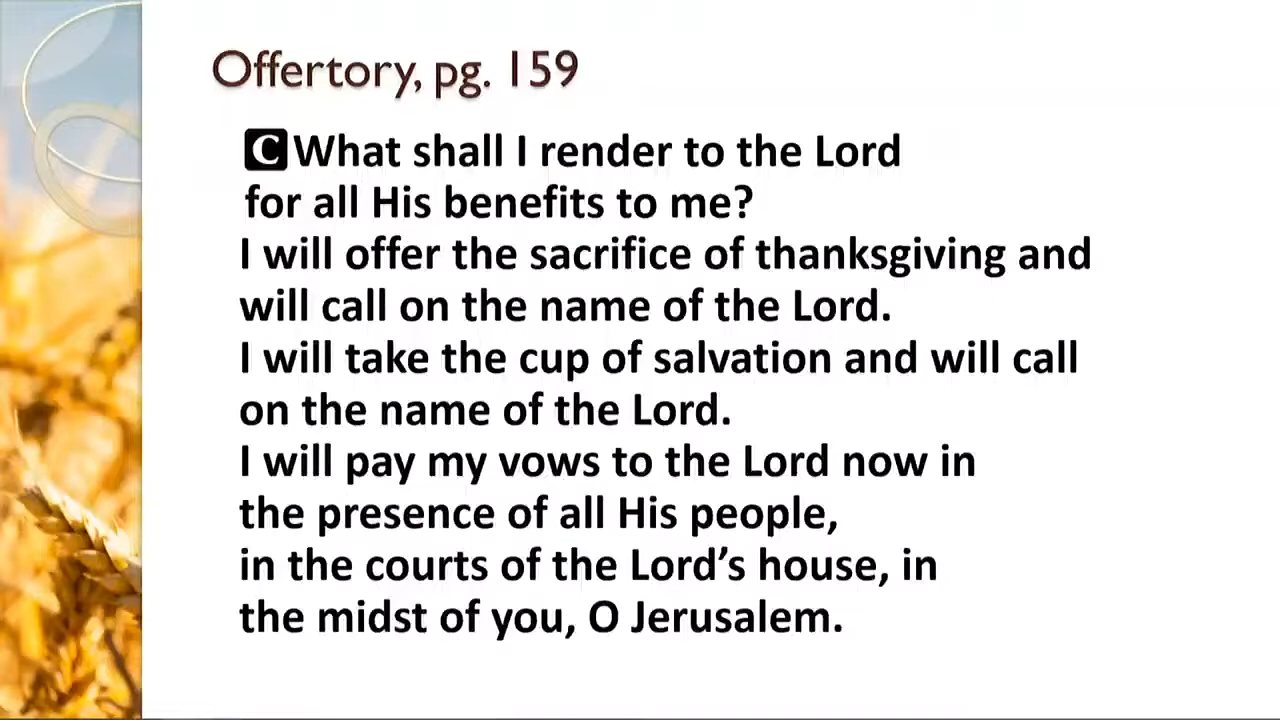 Offertory, pg. 159
C What shall I render to the Lord
for all His benefits to me?
I will offer the sacrifice of thanksgiving and
will call on the name of the Lord.
I will take the cup of salvation and will call
on the name of the Lord.
I will pay my vows to the Lord now in
the presence of all His people,
in the courts of the Lord’s house, in
the midst of you, O Jerusalem.